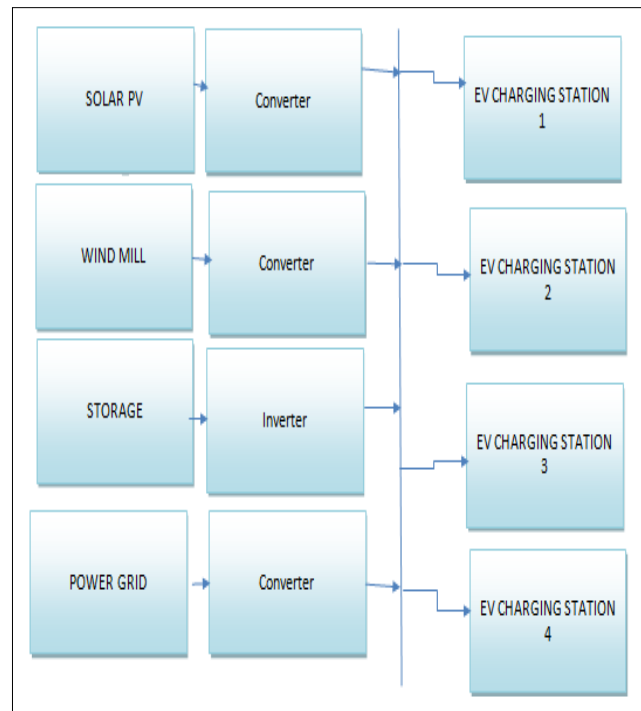 SOLAR PV
Converter
EV CHARGING STATION
1
WIND MILL
Converter
EV CHARGING STATION
2
STORAGE
Inverter
EV CHARGING STATION
3
POWER GRID
Converter
EV CHARGING STATION
4